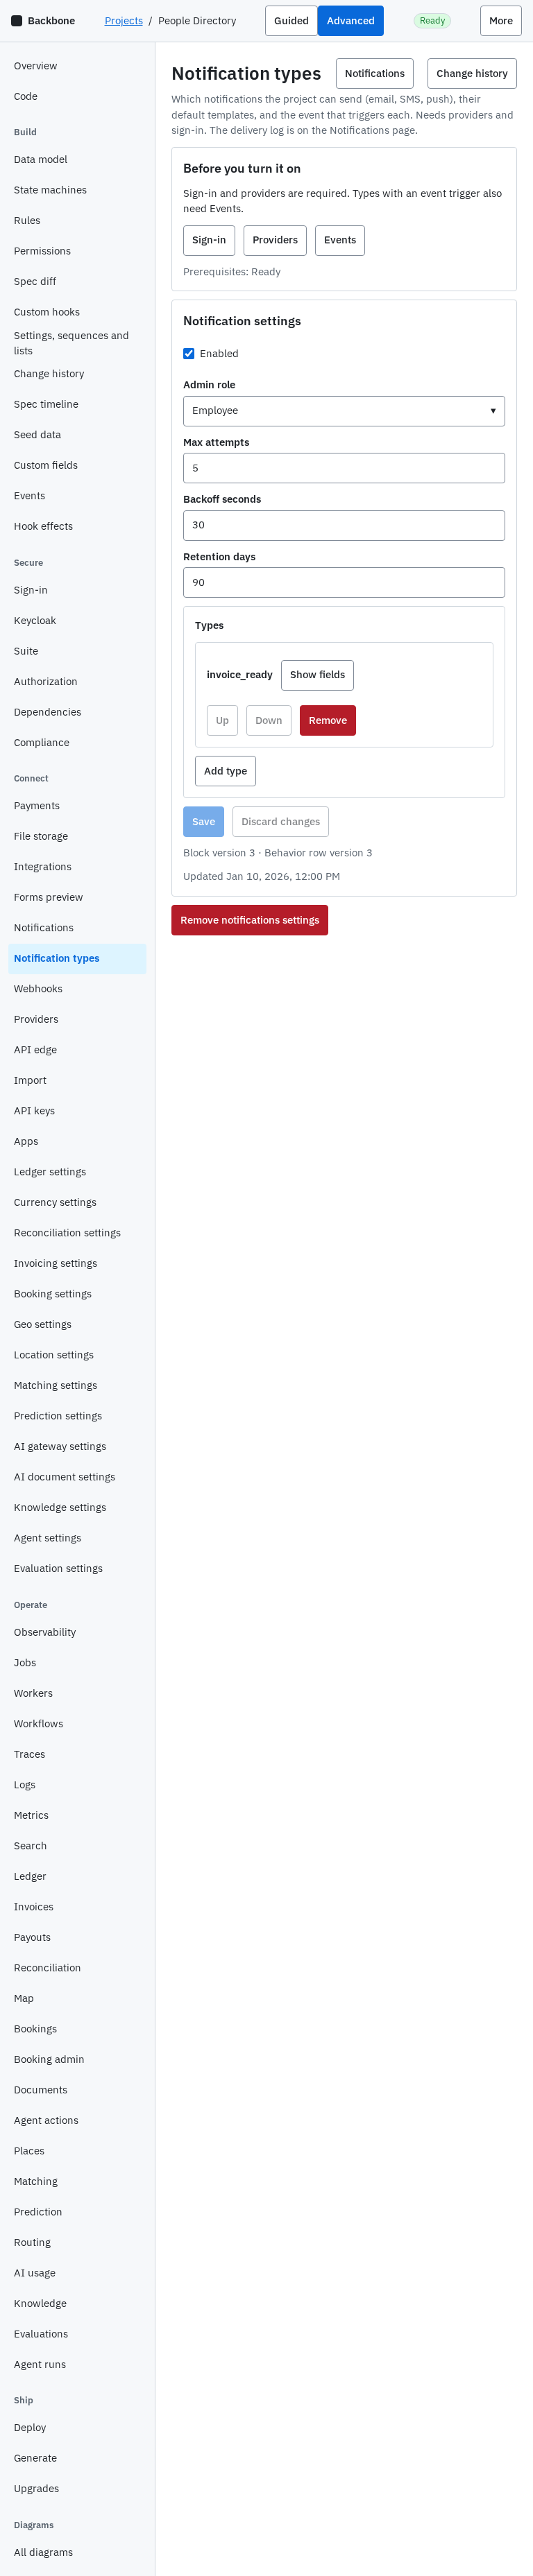 Backbone
Projects / People Directory
Guided
Advanced
Ready
More
Overview
Code
Build
Data model
State machines
Rules
Permissions
Spec diff
Custom hooks
Settings, sequences and
lists
Change history
Spec timeline
Seed data
Custom fields
Events
Hook effects
Secure
Sign-in
Keycloak
Suite
Authorization
Dependencies
Compliance
Connect
Payments
File storage
Integrations
Forms preview
Notifications
Notification types
Webhooks
Providers
API edge
Import
API keys
Apps
Ledger settings
Currency settings
Reconciliation settings
Invoicing settings
Booking settings
Geo settings
Location settings
Matching settings
Prediction settings
AI gateway settings
AI document settings
Knowledge settings
Agent settings
Evaluation settings
Operate
Observability
Jobs
Workers
Workflows
Traces
Logs
Metrics
Search
Ledger
Invoices
Payouts
Reconciliation
Map
Bookings
Booking admin
Documents
Agent actions
Places
Matching
Prediction
Routing
AI usage
Knowledge
Evaluations
Agent runs
Ship
Deploy
Generate
Upgrades
Diagrams
All diagrams
Notification types
Notifications
Change history
Which notifications the project can send (email, SMS, push), their
default templates, and the event that triggers each. Needs providers and
sign-in. The delivery log is on the Notifications page.
Before you turn it on
Sign-in and providers are required. Types with an event trigger also
need Events.
Sign-in
Providers
Events
Prerequisites: Ready
Notification settings
Enabled
Admin role
Employee
Max attempts
5
Backoff seconds
30
Retention days
90
Types
invoice_ready
Show fields
Up
Down
Remove
Add type
Save
Discard changes
Block version 3 · Behavior row version 3
Updated Jan 10, 2026, 12:00 PM
Remove notifications settings